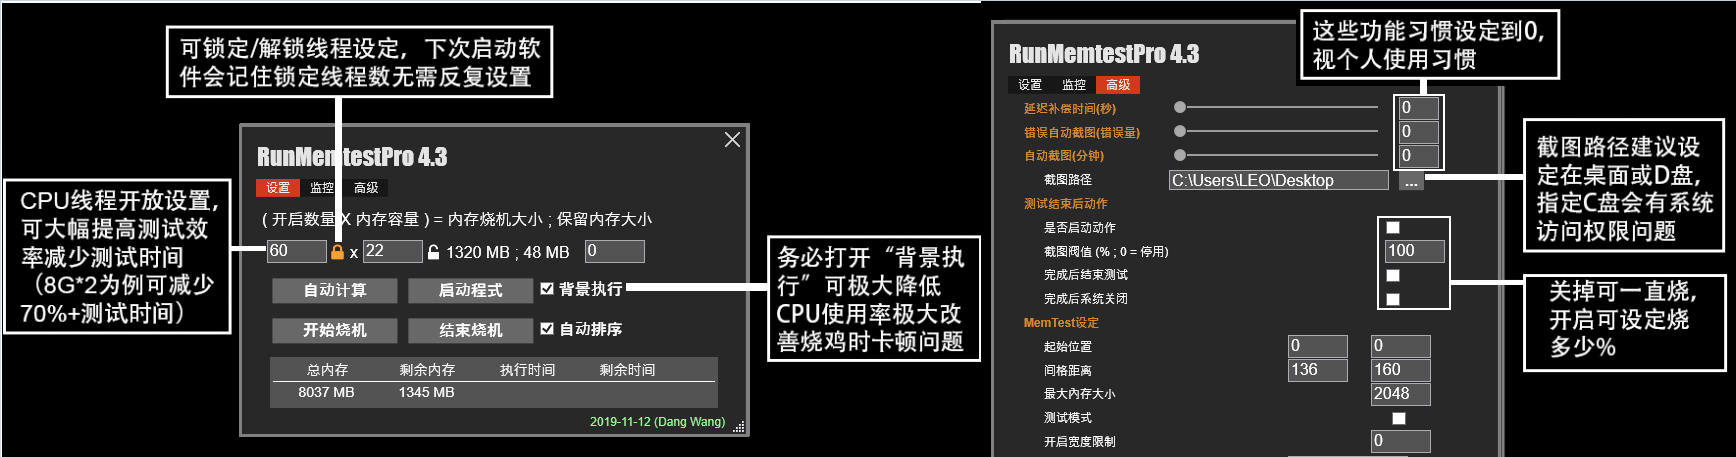 可锁定/解锁线程设定，下次启动软
件会记住锁定线程数无需反复设置
RunMemtestPro 4.3
设置 监控 高级
CPU线程开放设置，
可大幅提高测试效
率减少测试时间
（8G*2为例可减少
70%+测试时间）
( 开启数量 X 内存容量 ) = 内存烧机大小 ; 保留内存大小
60 x 22 1320 MB ; 48 MB 0
自动计算 启动程式 背景执行
开始烧机 结束烧机 自动排序
总内存 剩余内存 执行时间 剩余时间
8037 MB 1345 MB
2019-11-12 (Dang Wang)
务必打开“背景执
行”可极大降低
CPU使用率极大改
善烧鸡时卡顿问题
这些功能习惯设定到0，
视个人使用习惯
RunMemtestPro 4.3
设置 监控 高级
延迟补偿时间(秒) 0
错误自动截图(错误量) 0
自动截图(分钟) 0
截图路径 C:\Users\LEO\Desktop ...
测试结束后动作
是否启动动作
截图阀值 (% ; 0 = 停用) 100
完成后结束测试
完成后系统关闭
MemTest设定
起始位置 0 0
间格距离 136 160
最大内存大小 2048
测试模式
开启宽度限制 0
截图路径建议设
定在桌面或D盘，
指定C盘会有系统
访问权限问题
关掉可一直烧，
开启可设定烧
多少%